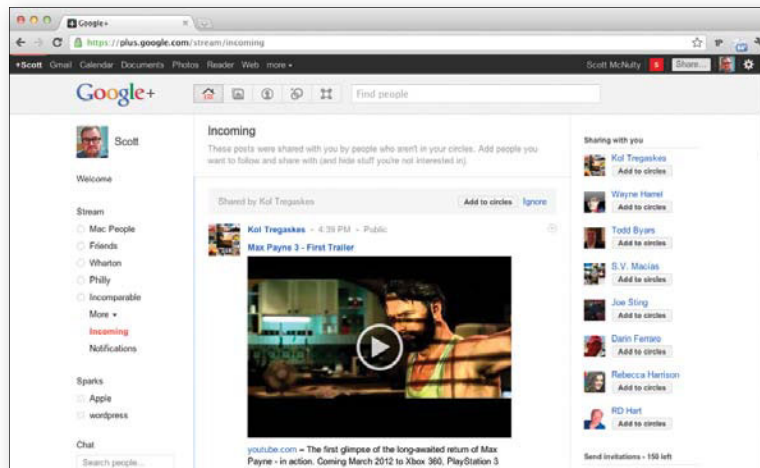 Google+
https://plus.google.com/stream/incoming
+Scott Gmail Calendar Documents Photos Reader Web more
Scott McNulty Share...
Google+
Find people
Scott
Welcome
Stream
Mac People
Friends
Wharton
Philly
Incomparable
More
Incoming
Notifications
Sparks
Apple
wordpress
Chat
Search people...
Incoming
These posts were shared with you by people who aren't in your circles. Add people you
want to follow and share with (and hide stuff you're not interested in).
Shared by Kol Tregaskes Add to circles Ignore
Kol Tregaskes - 4:39 PM - Public
Max Payne 3 - First Trailer
youtube.com – The first glimpse of the long-awaited return of Max
Payne - in action. Coming March 2012 to Xbox 360, PlayStation 3
Sharing with you
Kol Tregaskes
Add to circles
Wayne Harrel
Add to circles
Todd Byars
Add to circles
S.V. Macias
Add to circles
Joe Sting
Add to circles
Darin Ferraro
Add to circles
Rebecca Harrison
Add to circles
RD Hart
Add to circles
Send invitations • 150 left